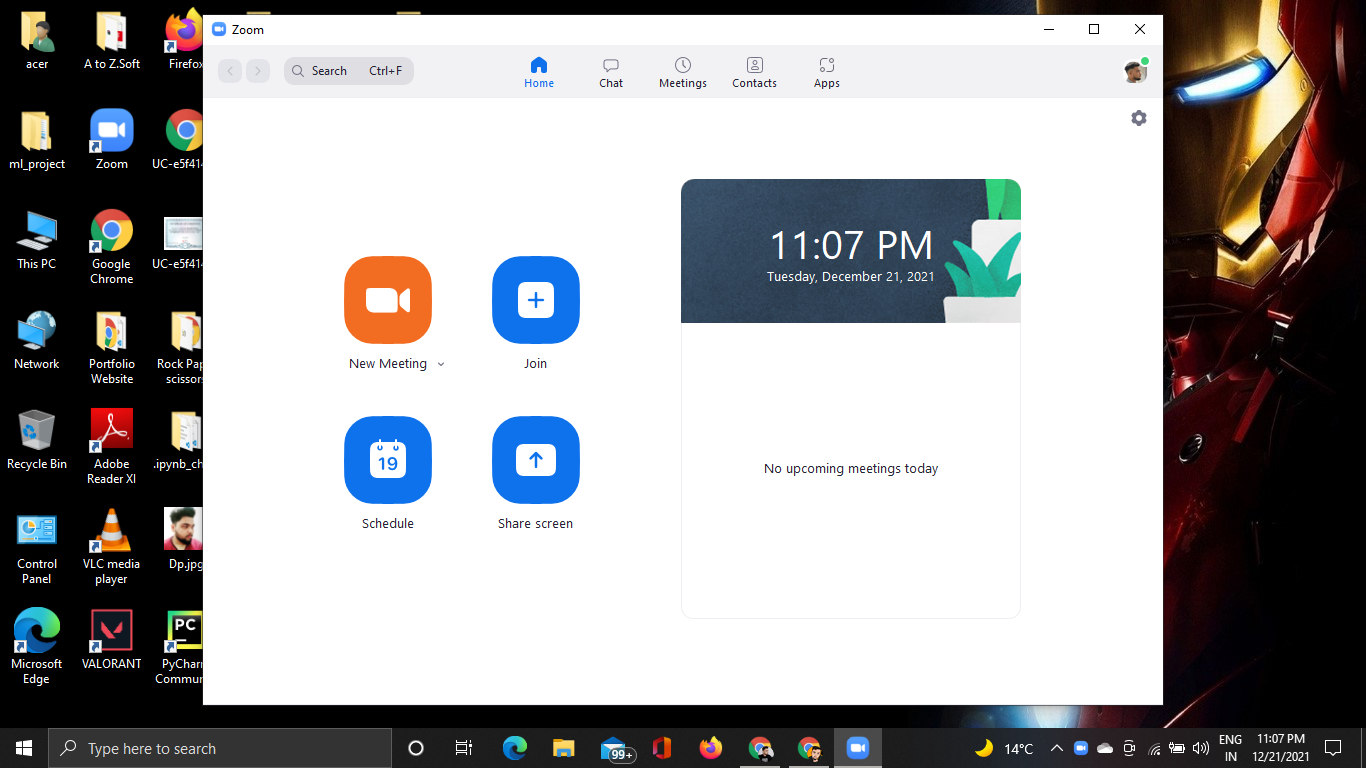 acer
A to Z.Soft
Firefox
ml_project
Zoom
UC-e5f414
This PC
Google
Chrome
UC-e5f414
Network
Portfolio
Website
Rock Pap
scissors
Recycle Bin
Adobe
Reader XI
.ipynb_ch
Control
Panel
VLC media
player
Dp.jpg
Microsoft
Edge
VALORANT
PC
PyCharm
Commun
Zoom
Search Ctrl+F
Home
Chat
Meetings
Contacts
Apps
New Meeting
Join
19
Schedule
Share screen
11:07 PM
Tuesday, December 21, 2021
No upcoming meetings today
Type here to search
99+
14°C
ENG
IN
11:07 PM
12/21/2021